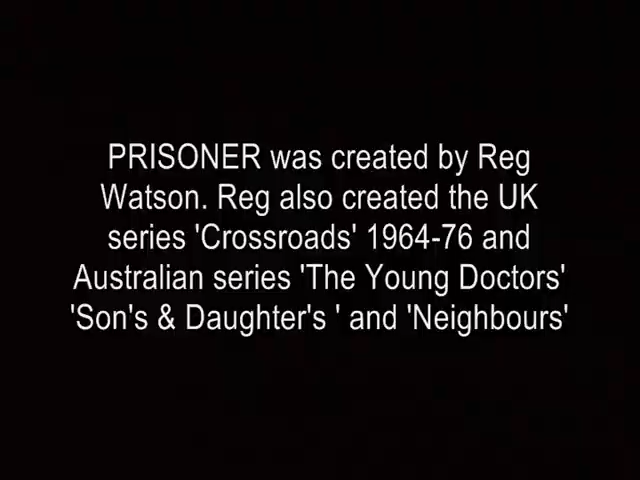 PRISONER was created by Reg
Watson. Reg also created the UK
series 'Crossroads' 1964-76 and
Australian series 'The Young Doctors'
'Son's & Daughter's ' and 'Neighbours'